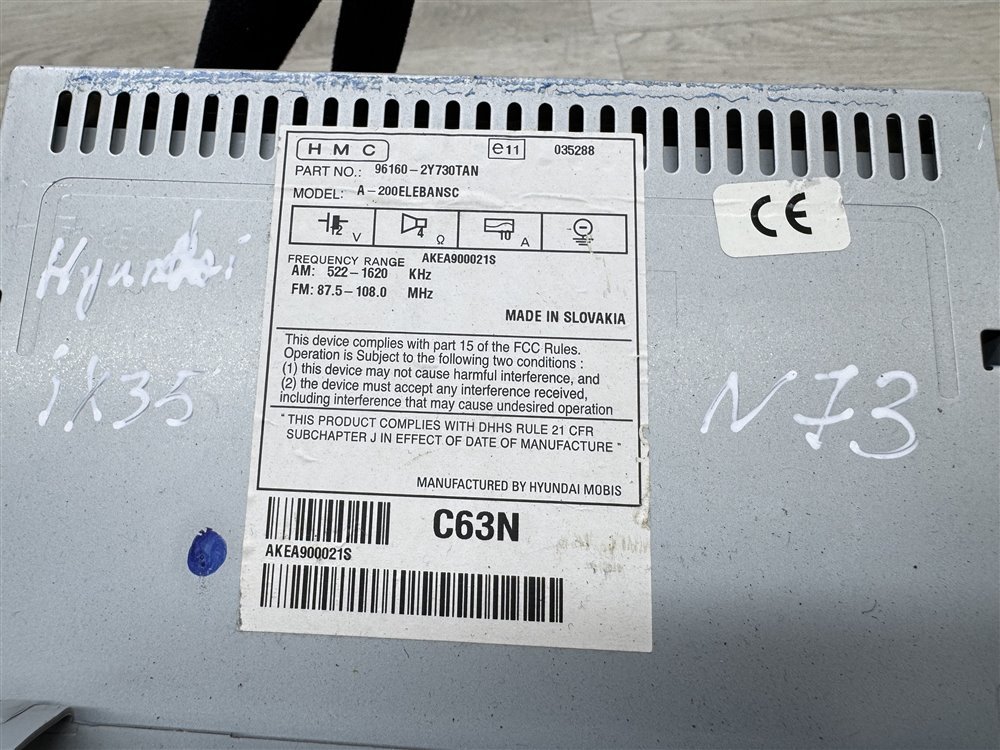 HMC
e11
035288
PART NO.: 96160-2Y730TAN
MODEL: A-200ELEBANSC
12 V
4 Ω
10 A
FREQUENCY RANGE AKEA900021S
AM: 522-1620 KHz
FM: 87.5-108.0 MHz
MADE IN SLOVAKIA
This device complies with part 15 of the FCC Rules.
Operation is Subject to the following two conditions :
(1) this device may not cause harmful interference, and
(2) the device must accept any interference received,
including interference that may cause undesired operation
"THIS PRODUCT COMPLIES WITH DHHS RULE 21 CFR
SUBCHAPTER J IN EFFECT OF DATE OF MANUFACTURE"
MANUFACTURED BY HYUNDAI MOBIS
C63N
AKEA900021S
CE
Hyundai
ix35
N73